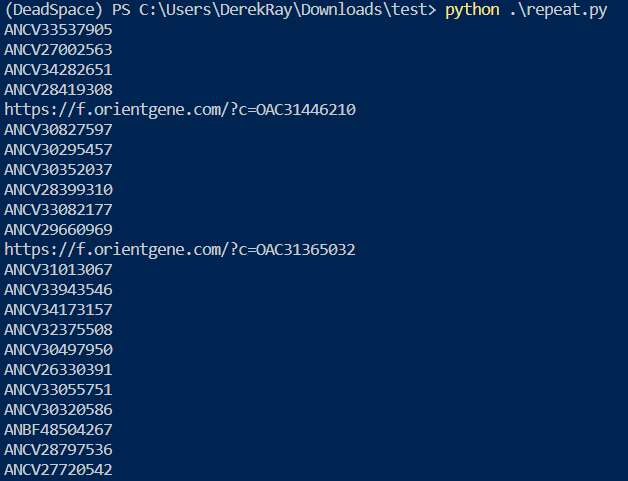 (DeadSpace) PS C:\Users\DerekRay\Downloads\test> python .\repeat.py
ANCV33537905
ANCV27002563
ANCV34282651
ANCV28419308
https://f.orientgene.com/?c=OAC31446210
ANCV30827597
ANCV30295457
ANCV30352037
ANCV28399310
ANCV33082177
ANCV29660969
https://f.orientgene.com/?c=OAC31365032
ANCV31013067
ANCV33943546
ANCV34173157
ANCV32375508
ANCV30497950
ANCV26330391
ANCV33055751
ANCV30320586
ANBF48504267
ANCV28797536
ANCV27720542